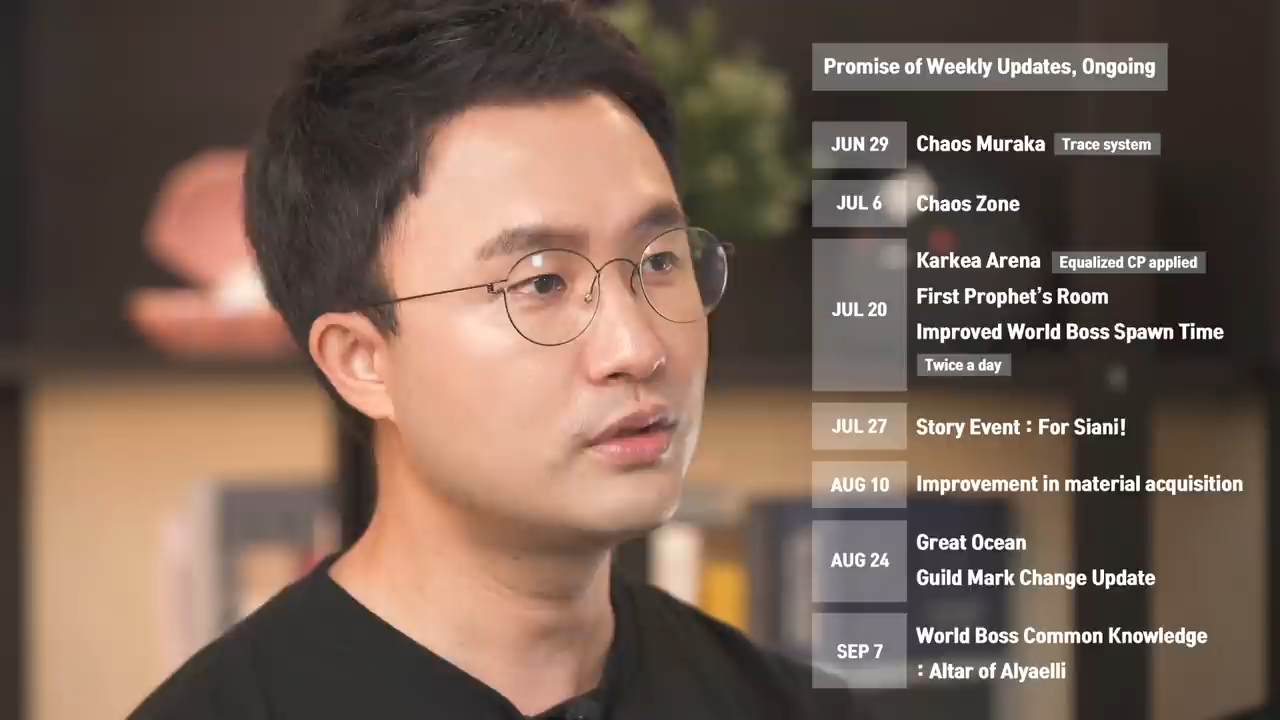 Promise of Weekly Updates, Ongoing
JUN 29
Chaos Muraka
Trace system
JUL 6
Chaos Zone
JUL 20
Karkea Arena
Equalized CP applied
First Prophet's Room
Improved World Boss Spawn Time
Twice a day
JUL 27
Story Event : For Siani!
AUG 10
Improvement in material acquisition
AUG 24
Great Ocean
Guild Mark Change Update
SEP 7
World Boss Common Knowledge
: Altar of Alyaelli